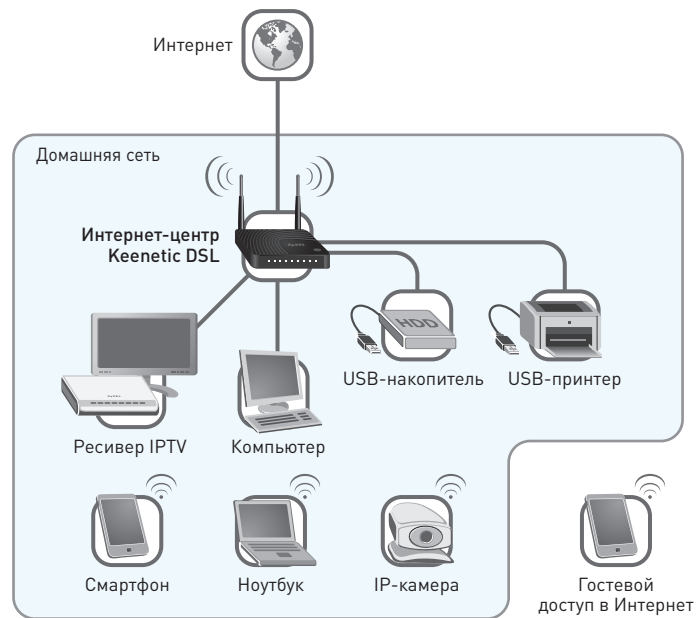 Интернет
Домашняя сеть
Интернет-центр
Keenetic DSL
HDD
USB-накопитель
USB-принтер
Ресивер IPTV
Компьютер
Смартфон
Ноутбук
IP-камера
Гостевой
доступ в Интернет